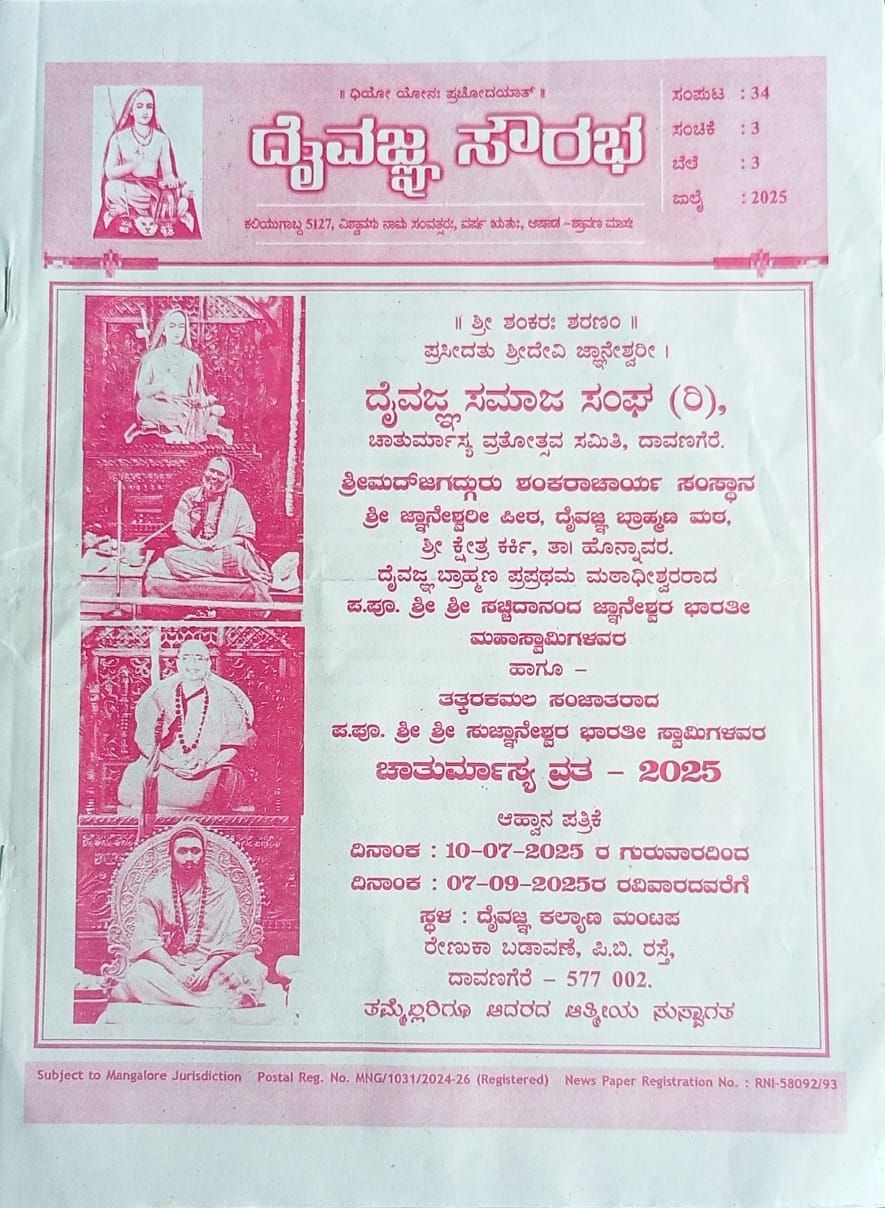 ॥ ಧಿಯೋ ಯೋನಃ ಪ್ರಚೋದಯಾತ್ ॥
ದೈವಜ್ಞ ಸೌರಭ
ಕಲಿಯುಗಾಬ್ದ 5127, ವಿಶ್ವಾವಸು ನಾಮ ಸಂವತ್ಸರಃ, ವರ್ಷ ಋತುಃ, ಆಷಾಡ -ಶ್ರಾವಣ ಮಾಸಃ
ಸಂಪುಟ : 34
ಸಂಚಿಕೆ : 3
ಬೆಲೆ : 3
ಜುಲೈ : 2025
॥ ಶ್ರೀ ಶಂಕರಃ ಶರಣಂ ॥
ಪ್ರಸೀದತು ಶ್ರೀದೇವಿ ಜ್ಞಾನೇಶ್ವರೀ ।
ದೈವಜ್ಞ ಸಮಾಜ ಸಂಘ (ರಿ),
ಚಾತುರ್ಮಾಸ್ಯ ವ್ರತೋತ್ಸವ ಸಮಿತಿ, ದಾವಣಗೆರೆ.
ಶ್ರೀಮದ್‌ಜಗದ್ಗುರು ಶಂಕರಾಚಾರ್ಯ ಸಂಸ್ಥಾನ
ಶ್ರೀ ಜ್ಞಾನೇಶ್ವರೀ ಪೀಠ, ದೈವಜ್ಞ ಬ್ರಾಹ್ಮಣ ಮಠ,
ಶ್ರೀ ಕ್ಷೇತ್ರ ಕರ್ಕಿ, ತಾ। ಹೊನ್ನಾವರ.
ದೈವಜ್ಞ ಬ್ರಾಹ್ಮಣ ಪ್ರಪ್ರಥಮ ಮಠಾಧೀಶ್ವರರಾದ
ಪ.ಪೂ. ಶ್ರೀ ಶ್ರೀ ಸಚ್ಚಿದಾನಂದ ಜ್ಞಾನೇಶ್ವರ ಭಾರತೀ
ಮಹಾಸ್ವಾಮಿಗಳವರ
ಹಾಗೂ –
ತತ್ಕರಕಮಲ ಸಂಜಾತರಾದ
ಪ.ಪೂ. ಶ್ರೀ ಶ್ರೀ ಸುಜ್ಞಾನೇಶ್ವರ ಭಾರತೀ ಸ್ವಾಮಿಗಳವರ
ಚಾತುರ್ಮಾಸ್ಯ ವ್ರತ – 2025
ಆಹ್ವಾನ ಪತ್ರಿಕೆ
ದಿನಾಂಕ : 10-07-2025 ರ ಗುರುವಾರದಿಂದ
ದಿನಾಂಕ : 07-09-2025ರ ರವಿವಾರದವರೆಗೆ
ಸ್ಥಳ : ದೈವಜ್ಞ ಕಲ್ಯಾಣ ಮಂಟಪ
ರೇಣುಕಾ ಬಡಾವಣೆ, ಪಿ.ಬಿ. ರಸ್ತೆ,
ದಾವಣಗೆರೆ – 577 002.
ತಮ್ಮೆಲ್ಲರಿಗೂ ಆದರದ ಆತ್ಮೀಯ ಸುಸ್ವಾಗತ
Subject to Mangalore Jurisdiction Postal Reg. No. MNG/1031/2024-26 (Registered) News Paper Registration No. : RNI-58092/93